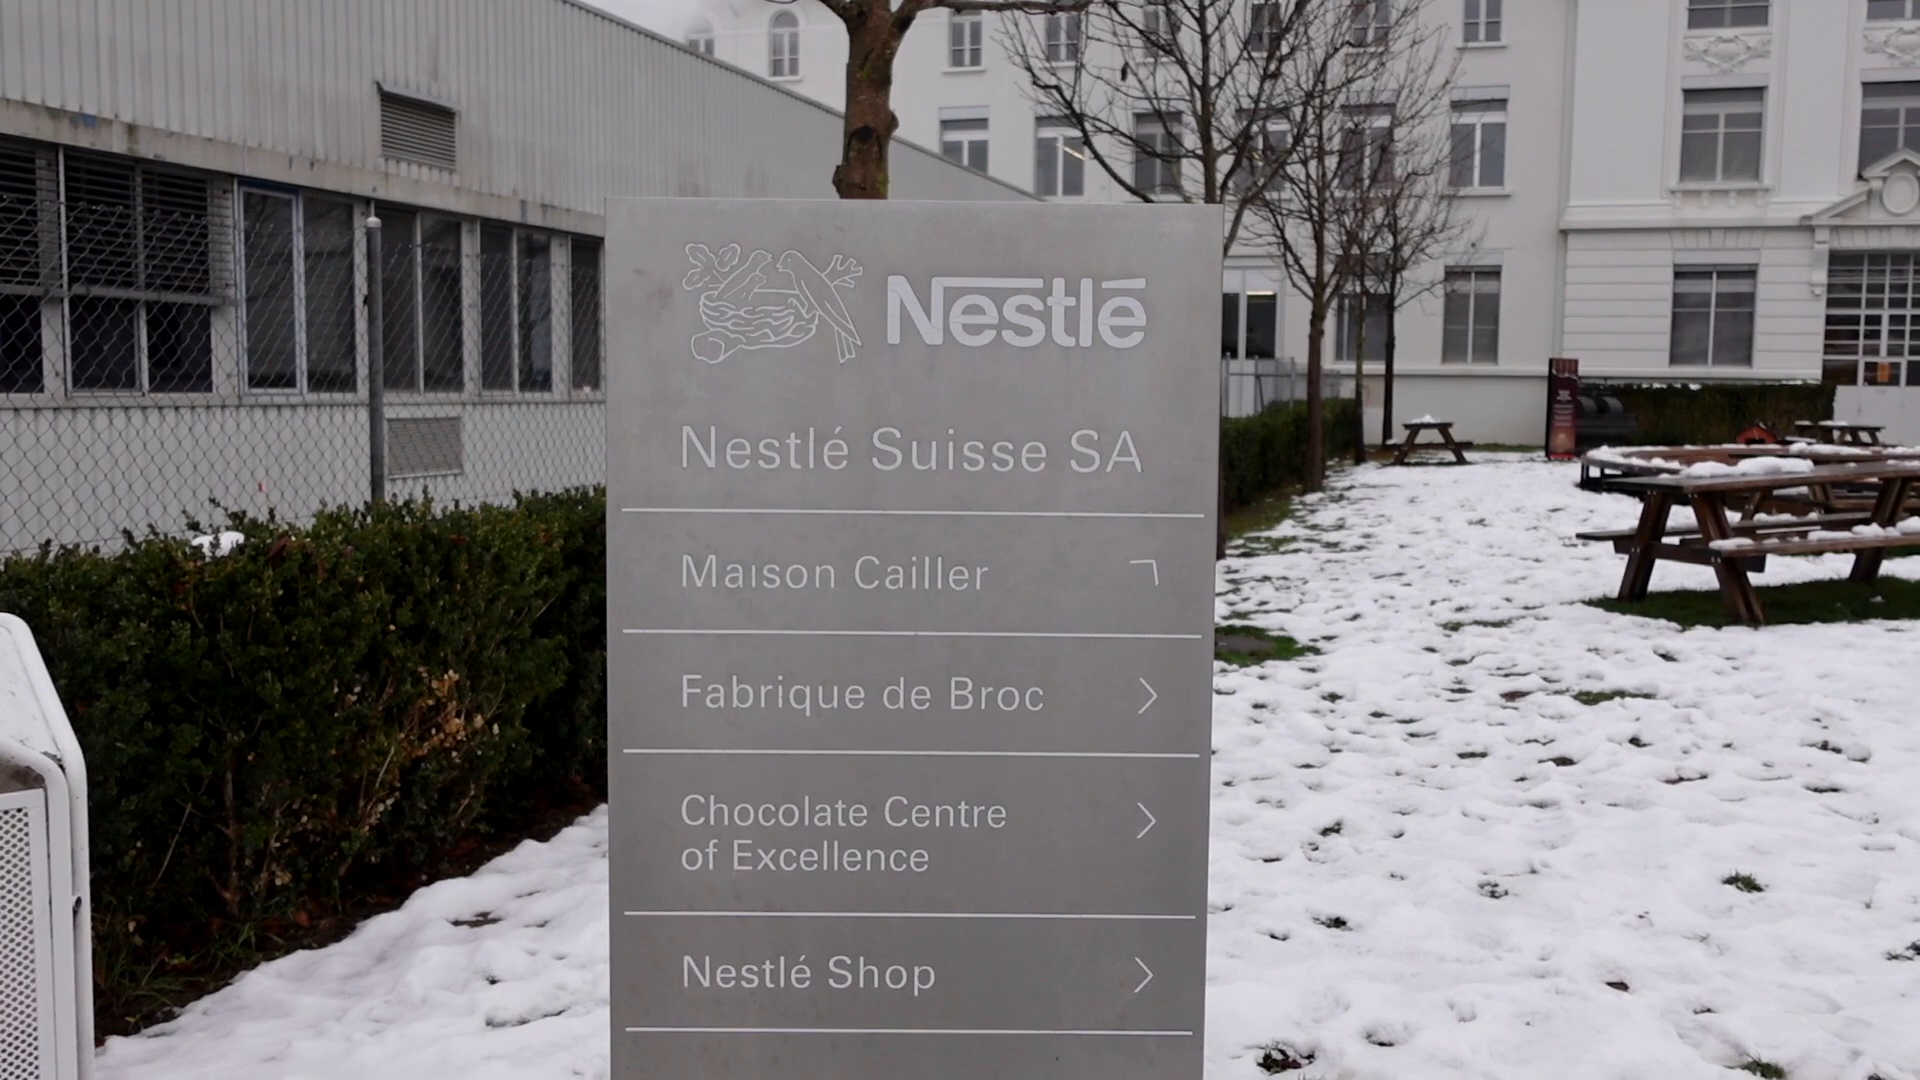 Nestlé
Nestlé Suisse SA
Maison Cailler
Fabrique de Broc
Chocolate Centre
of Excellence
Nestlé Shop